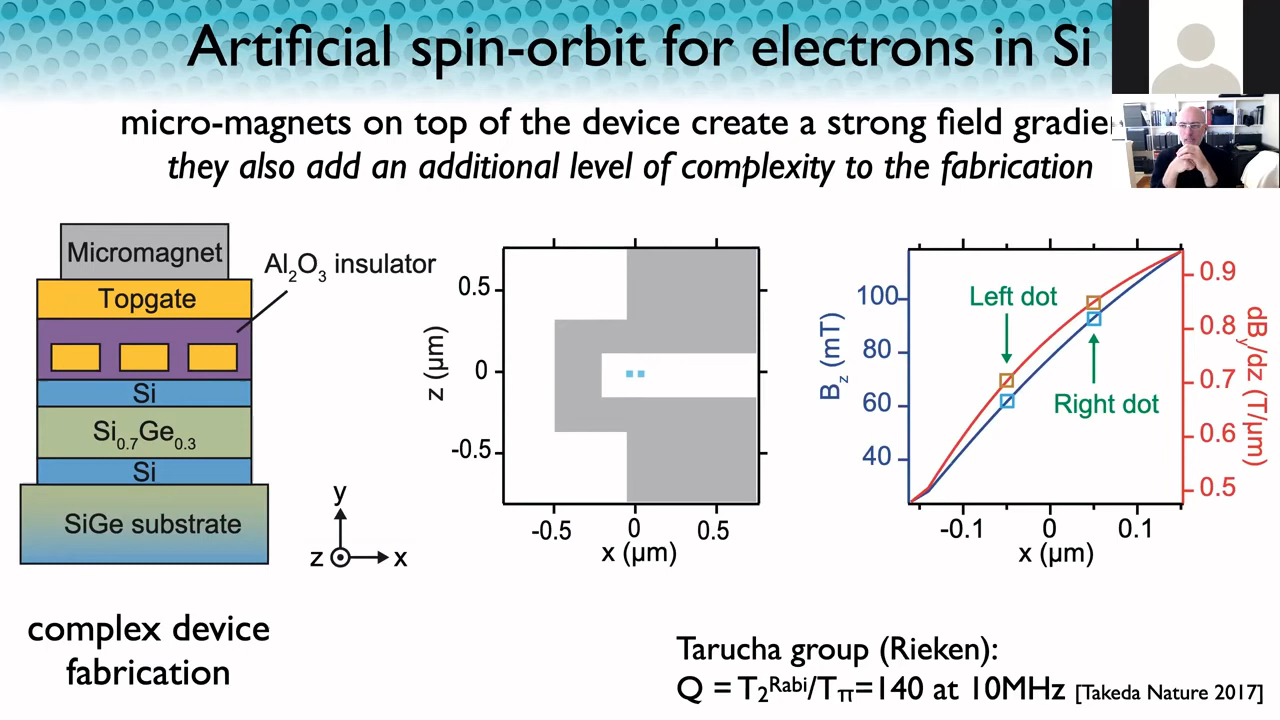 Artificial spin-orbit for electrons in Si
micro-magnets on top of the device create a strong field gradie
they also add an additional level of complexity to the fabrication
Micromagnet
Topgate
Al2O3 insulator
Si
Si0.7Ge0.3
Si
SiGe substrate
y
z
x
complex device
fabrication
z (μm)
0.5
0
-0.5
-0.5
0
0.5
x (μm)
Bz (mT)
100
80
60
40
Left dot
Right dot
0.9
0.8
0.7
0.6
0.5
dBy/dz (T/μm)
-0.1
0
0.1
x (μm)
Tarucha group (Rieken):
Q = T2Rabi/Tπ=140 at 10MHz [Takeda Nature 2017]